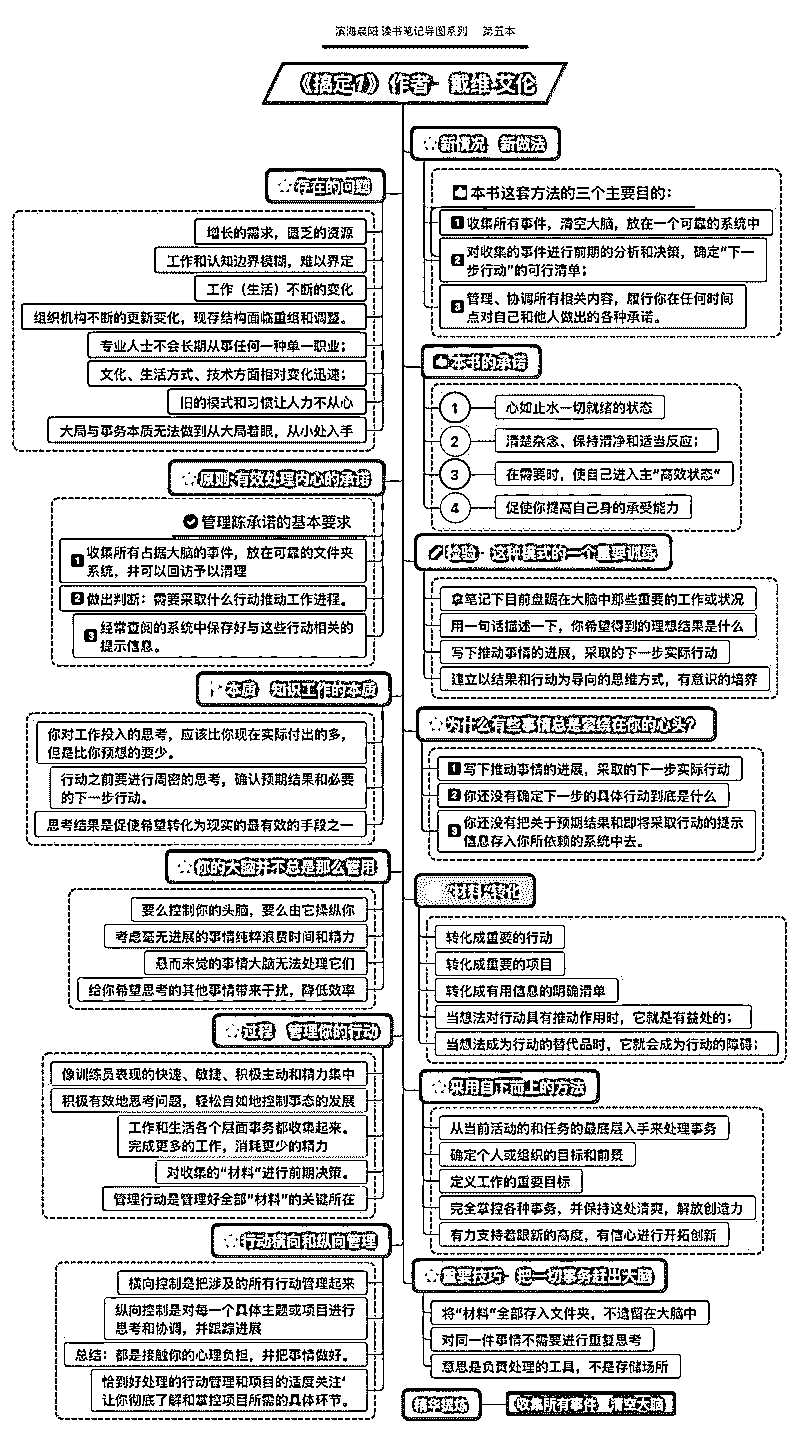 滨海晨阳 读书笔记导图系列 第五本
《搞定1》作者- 戴维·艾伦
新情况 新做法
本书这套方法的三个主要目的：
1 收集所有事件，清空大脑，放在一个可靠的系统中
2 对收集的事件进行前期的分析和决策，确定“下一
步行动”的可行清单；
3 管理、协调所有相关内容，履行你在任何时间
点对自己和他人做出的各种承诺。
存在的问题
增长的需求，匮乏的资源
工作和认知边界模糊，难以界定
工作（生活）不断的变化
组织机构不断的更新变化，现存结构面临重组和调整。
专业人士不会长期从事任何一种单一职业；
文化、生活方式、技术方面相对变化迅速；
旧的模式和习惯让人力不从心
大局与事务本质无法做到从大局着眼，从小处入手
本书的承诺
1 心如止水一切就绪的状态
2 清楚杂念、保持清净和适当反应；
3 在需要时，使自己进入主“高效状态”
4 促使你提高自己身的承受能力
原则:有效处理内心的承诺
管理陈承诺的基本要求
1 收集所有占据大脑的事件，放在可靠的文件夹
系统，并可以回访予以清理
2 做出判断：需要采取什么行动推动工作进程。
3 经常查阅的系统中保存好与这些行动相关的
提示信息。
检验- 这种模式的一个重要训练
拿笔记下目前盘踞在大脑中那些重要的工作或状况
用一句话描述一下，你希望得到的理想结果是什么
写下推动事情的进展，采取的下一步实际行动
建立以结果和行动为导向的思维方式，有意识的培养
本质 知识工作的本质
你对工作投入的思考，应该比你现在实际付出的多，
但是比你预想的要少。
行动之前要进行周密的思考，确认预期结果和必要
的下一步行动。
思考结果是促使希望转化为现实的最有效的手段之一
为什么有些事情总是萦绕在你的心头?
1 写下推动事情的进展，采取的下一步实际行动
2 你还没有确定下一步的具体行动到底是什么
3 你还没有把关于预期结果和即将采取行动的提示
信息存入你所依赖的系统中去。
你的大脑并不总是那么管用
要么控制你的头脑，要么由它操纵你
考虑毫无进展的事情纯粹浪费时间和精力
悬而未觉的事情大脑无法处理它们
给你希望思考的其他事情带来干扰，降低效率
“材料”转化
转化成重要的行动
转化成重要的项目
转化成有用信息的明确清单
当想法对行动具有推动作用时，它就是有益处的；
当想法成为行动的替代品时，它就会成为行动的障碍；
过程 管理你的行动
像训练员表现的快速、敏捷、积极主动和精力集中
积极有效地思考问题，轻松自如地控制事态的发展
工作和生活各个层面事务都收集起来。
完成更多的工作，消耗更少的精力
对收集的“材料”进行前期决策。
管理行动是管理好全部“材料”的关键所在
采用自下而上的方法
从当前活动的和任务的最底层入手来处理事务
确定个人或组织的目标和前景
定义工作的重要目标
完全掌控各种事务，并保持这处清爽，解放创造力
有力支持着眼新的高度，有信心进行开拓创新
行动横向和纵向管理
横向控制是把涉及的所有行动管理起来
纵向控制是对每一个具体主题或项目进行
思考和协调，并跟踪进展
总结：都是接触你的心理负担，并把事情做好。
恰到好处理的行动管理和项目的适度关注‘
让你彻底了解和掌控项目所需的具体环节。
重要技巧- 把一切事务赶出大脑
将“材料”全部存入文件夹，不遗留在大脑中
对同一件事情不需要进行重复思考
意思是负责处理的工具，不是存储场所
精华提炼 收集所有事件 清空大脑